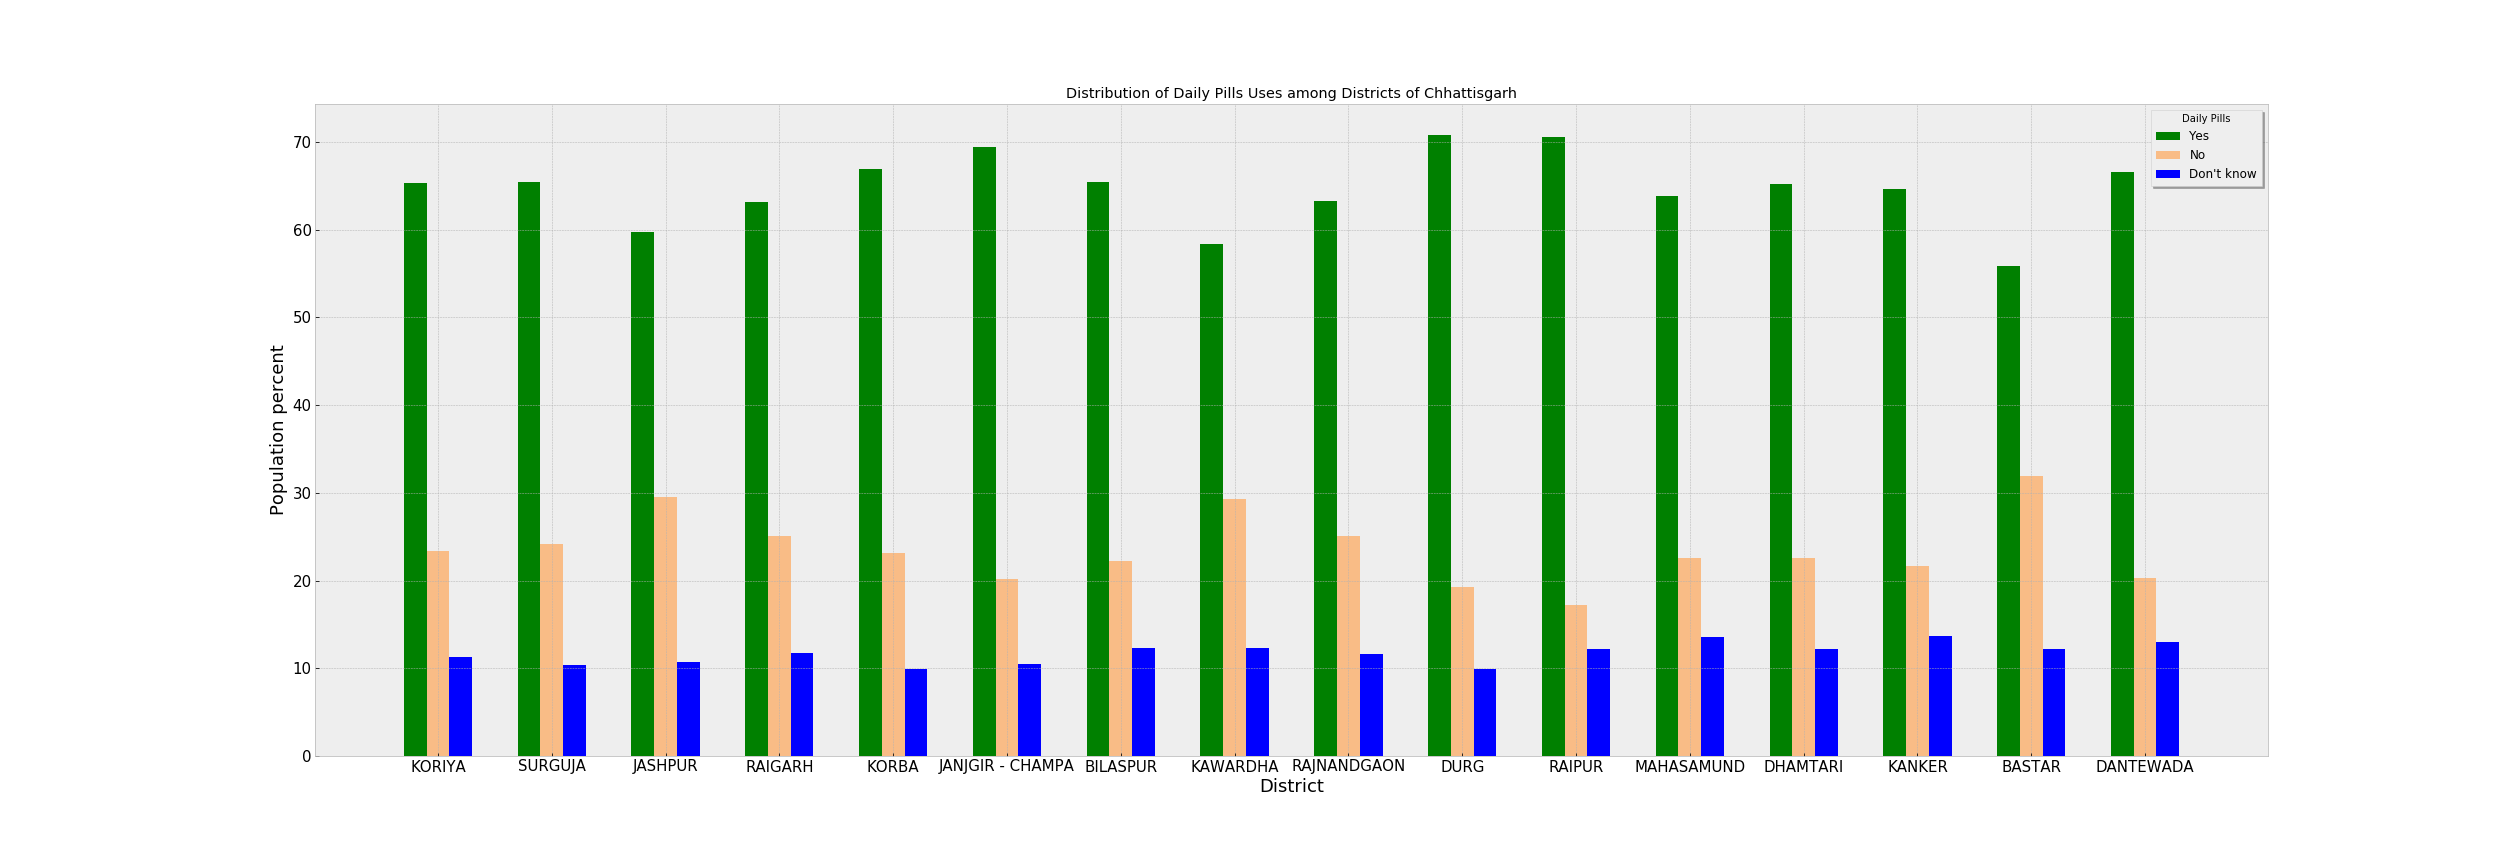 Distribution of Daily Pills Uses among Districts of Chhattisgarh
Daily Pills
Yes
No
Don't know
70
60
50
40
30
20
10
0
Population percent
KORIYA SURGUJA JASHPUR RAIGARH KORBA JANJGIR - CHAMPA BILASPUR KAWARDHA RAJNANDGAON DURG RAIPUR MAHASAMUND DHAMTARI KANKER BASTAR DANTEWADA
District